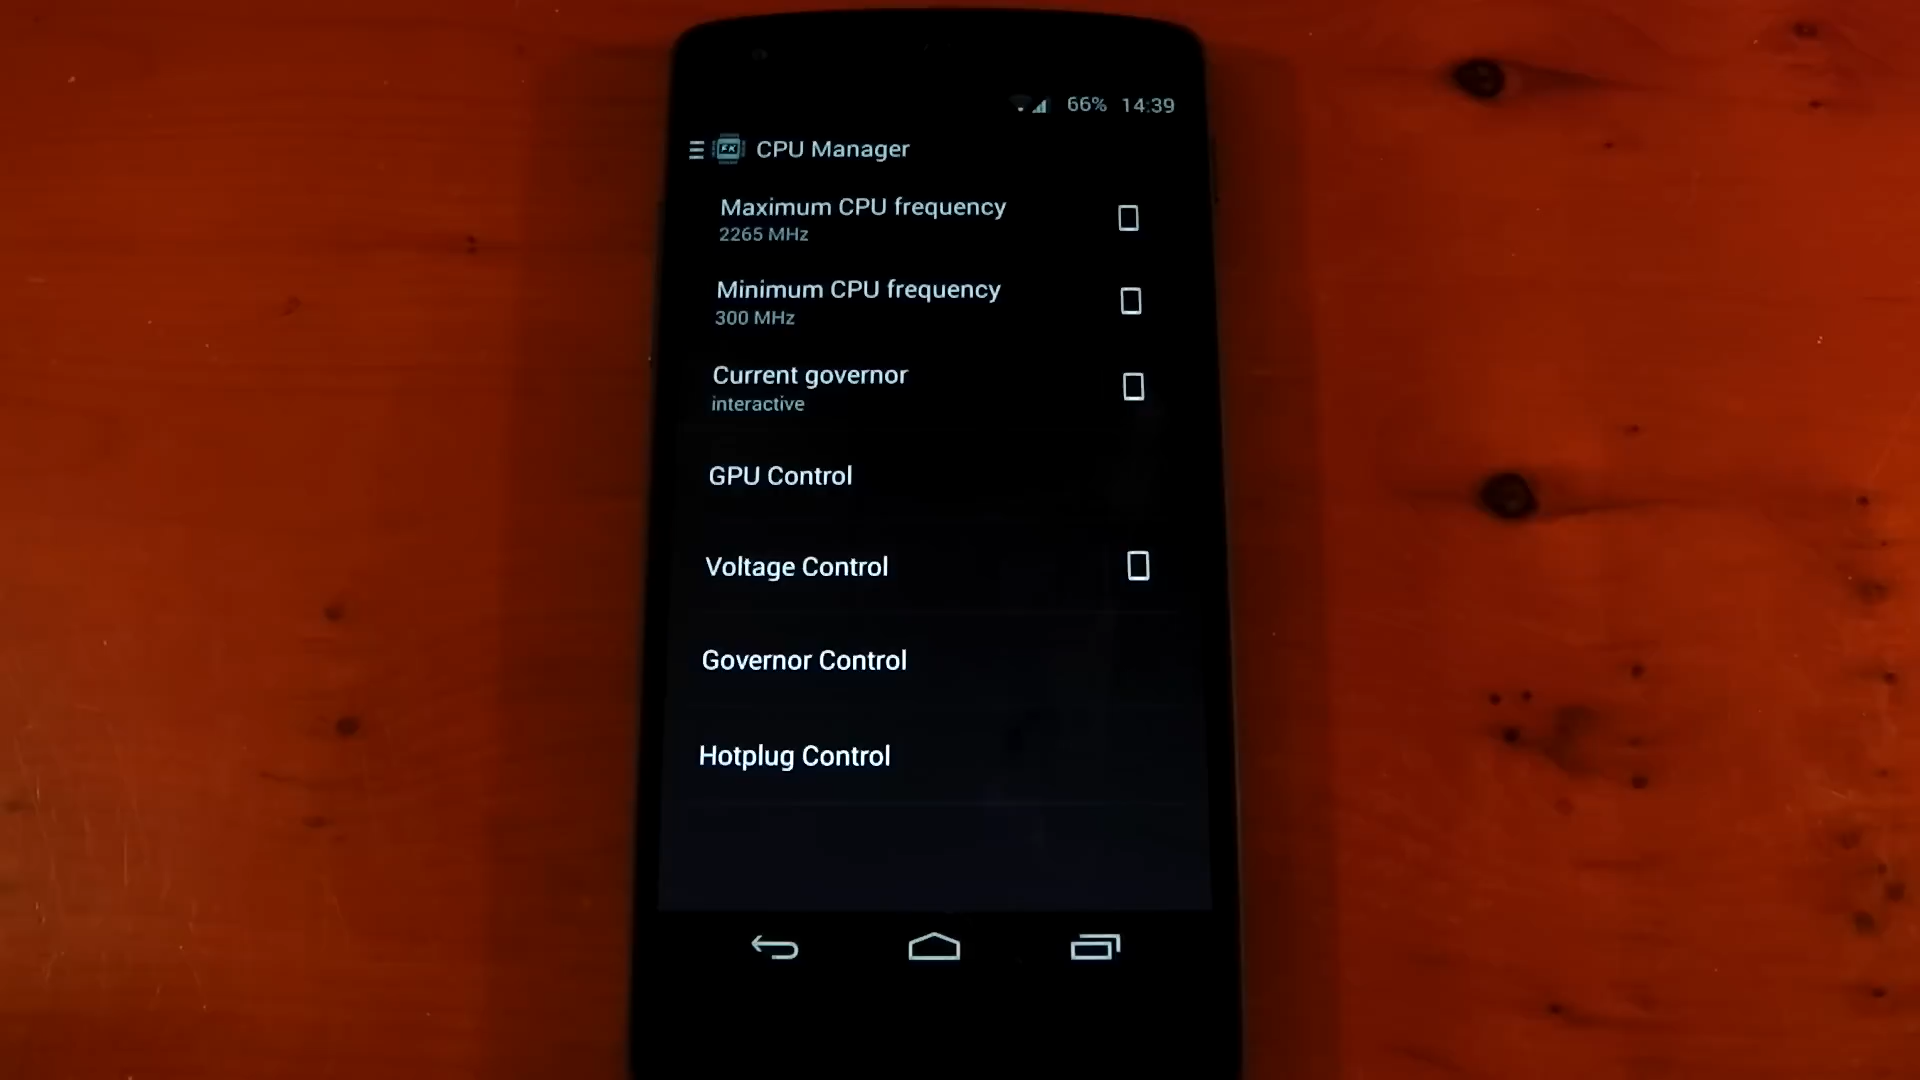 66% 14:39
FK CPU Manager
Maximum CPU frequency
2265 MHz
Minimum CPU frequency
300 MHz
Current governor
interactive
GPU Control
Voltage Control
Governor Control
Hotplug Control